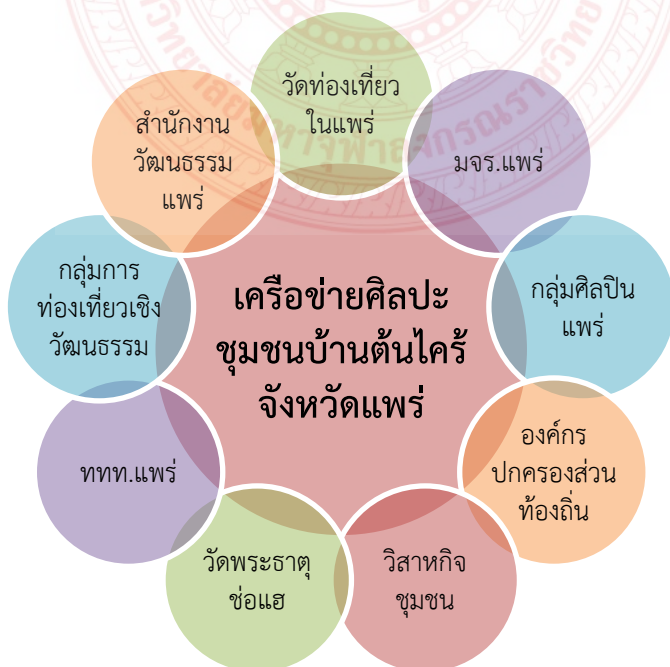 วัดท่องเที่ยว
ในแพร่
มจร.แพร่
กลุ่มศิลปิน
แพร่
องค์กร
ปกครองส่วน
ท้องถิ่น
วิสาหกิจ
ชุมชน
วัดพระธาตุ
ช่อแฮ
ททท.แพร่
กลุ่มการ
ท่องเที่ยวเชิง
วัฒนธรรม
สำนักงาน
วัฒนธรรม
แพร่
เครือข่ายศิลปะ
ชุมชนบ้านต้นไคร้
จังหวัดแพร่